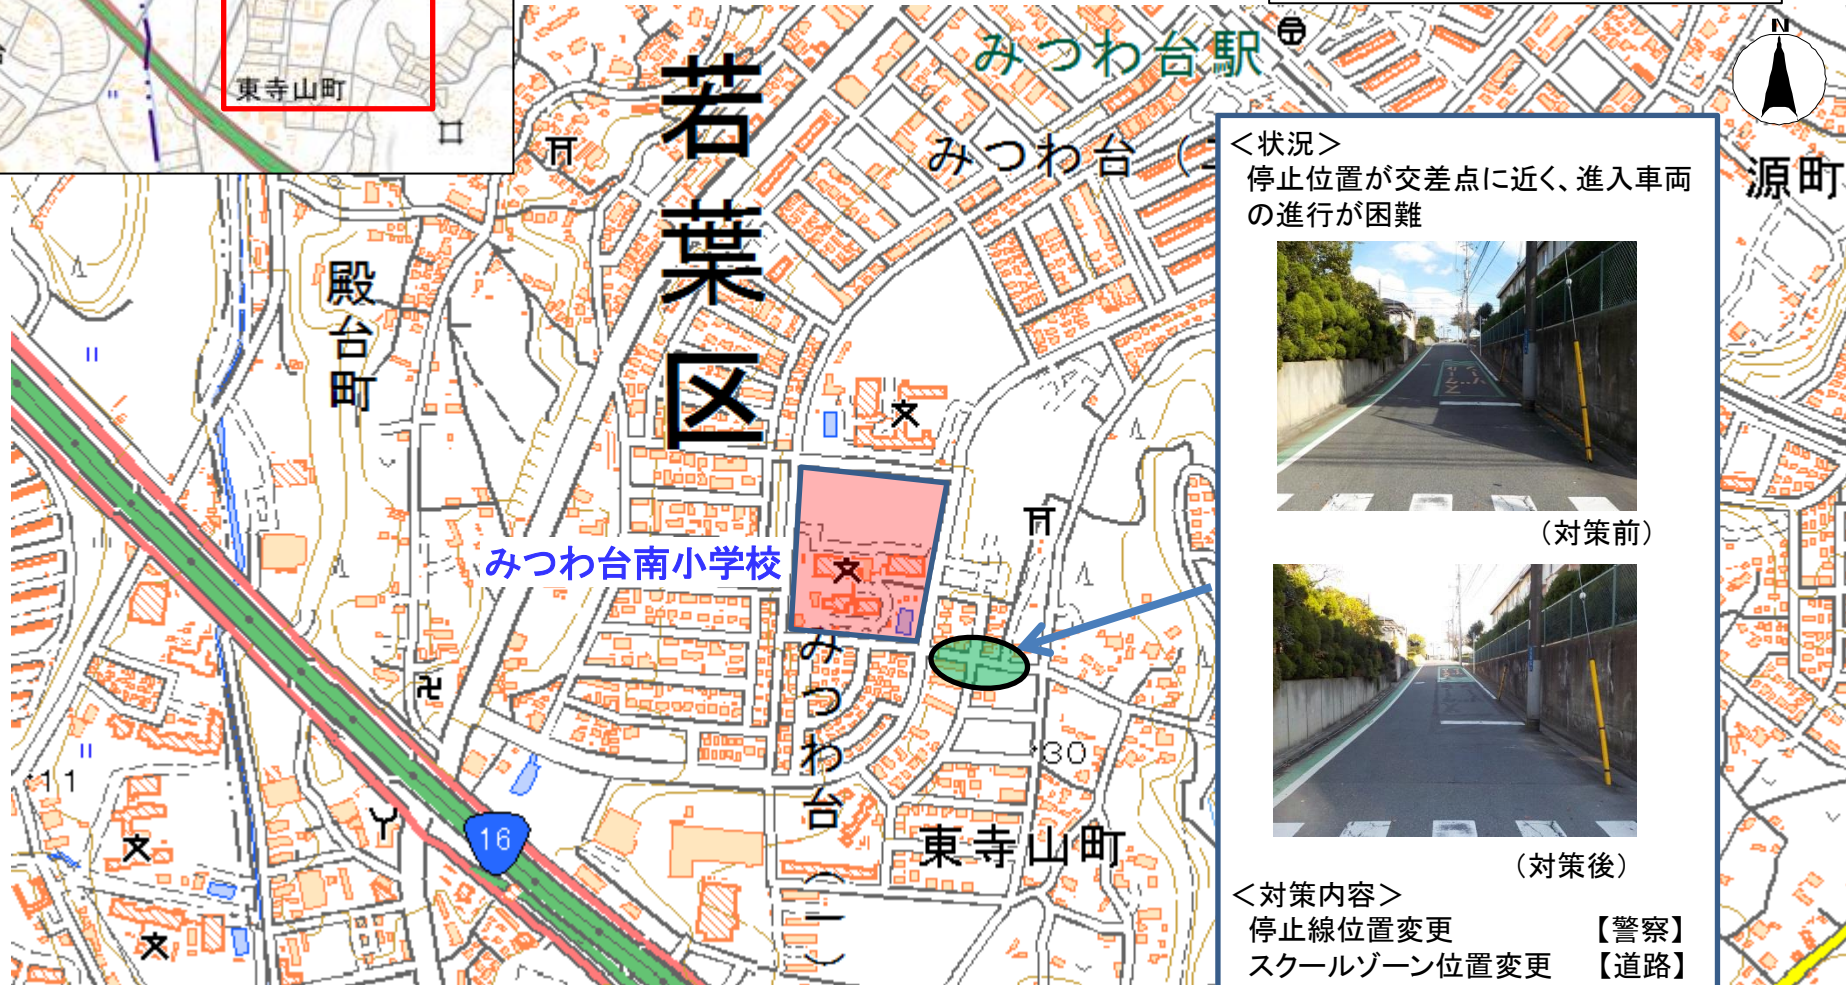 東寺山町
若葉区
みつわ台駅
N
みつわ台（
源町
殿台町
＜状況＞
停止位置が交差点に近く、進入車両
の進行が困難
（対策前）
みつわ台南小学校
（対策後）
＜対策内容＞
停止線位置変更　【警察】
スクールゾーン位置変更　【道路】
みつわ台（一）
30
11
16
東寺山町